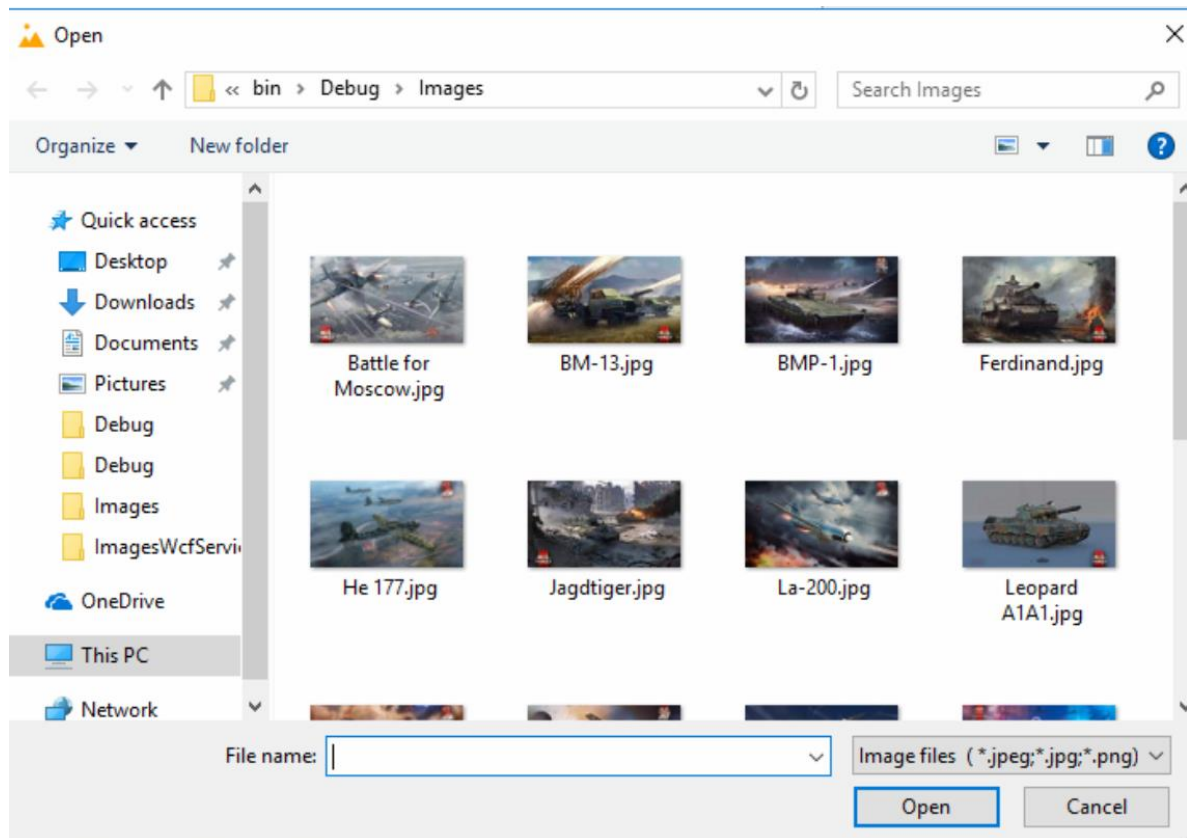 Open
« bin › Debug › Images
Search Images
Organize
New folder
Quick access
Desktop
Downloads
Documents
Pictures
Debug
Debug
Images
ImagesWcfServi
OneDrive
This PC
Network
Battle for
Moscow.jpg
BM-13.jpg
BMP-1.jpg
Ferdinand.jpg
He 177.jpg
Jagdtiger.jpg
La-200.jpg
Leopard
A1A1.jpg
File name:
Image files ( *.jpeg;*.jpg;*.png)
Open
Cancel